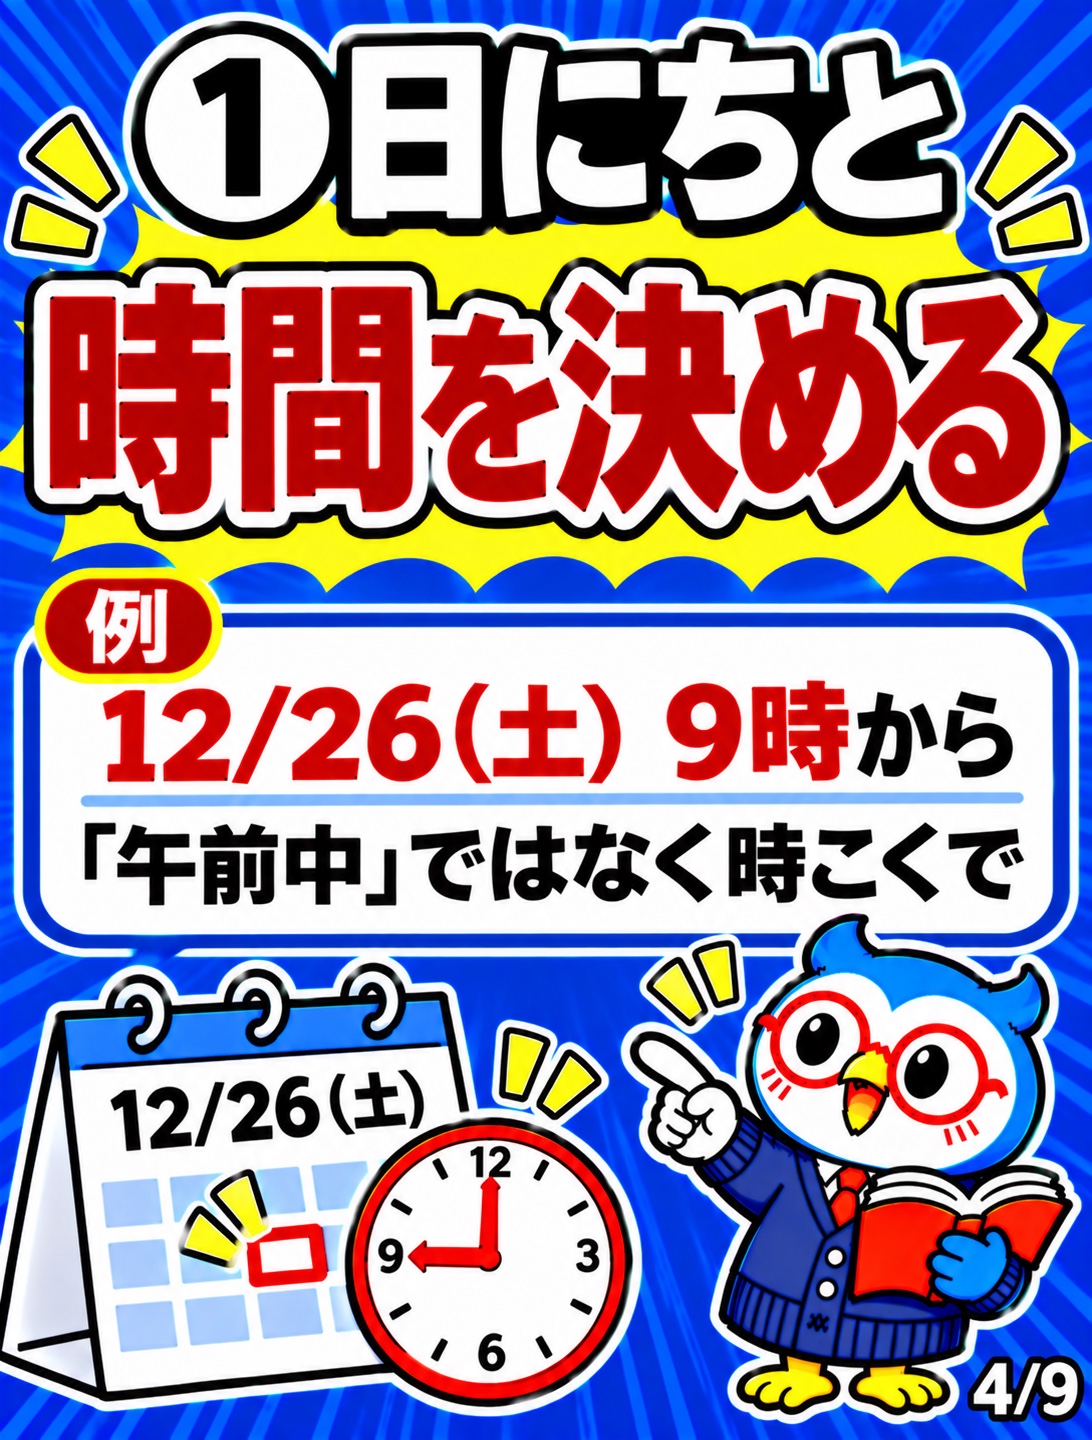 ①日にちと
時間を決める
例
12/26(土) 9時から
「午前中」ではなく時こくで
12/26(土)
12
9
3
6
4/9